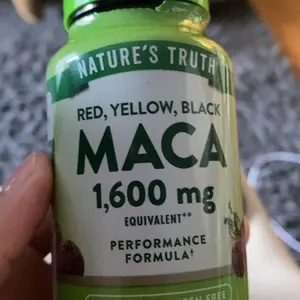 NATURE'S TRUTH
RED, YELLOW, BLACK
MACA
1,600 mg
EQUIVALENT**
PERFORMANCE
FORMULA†